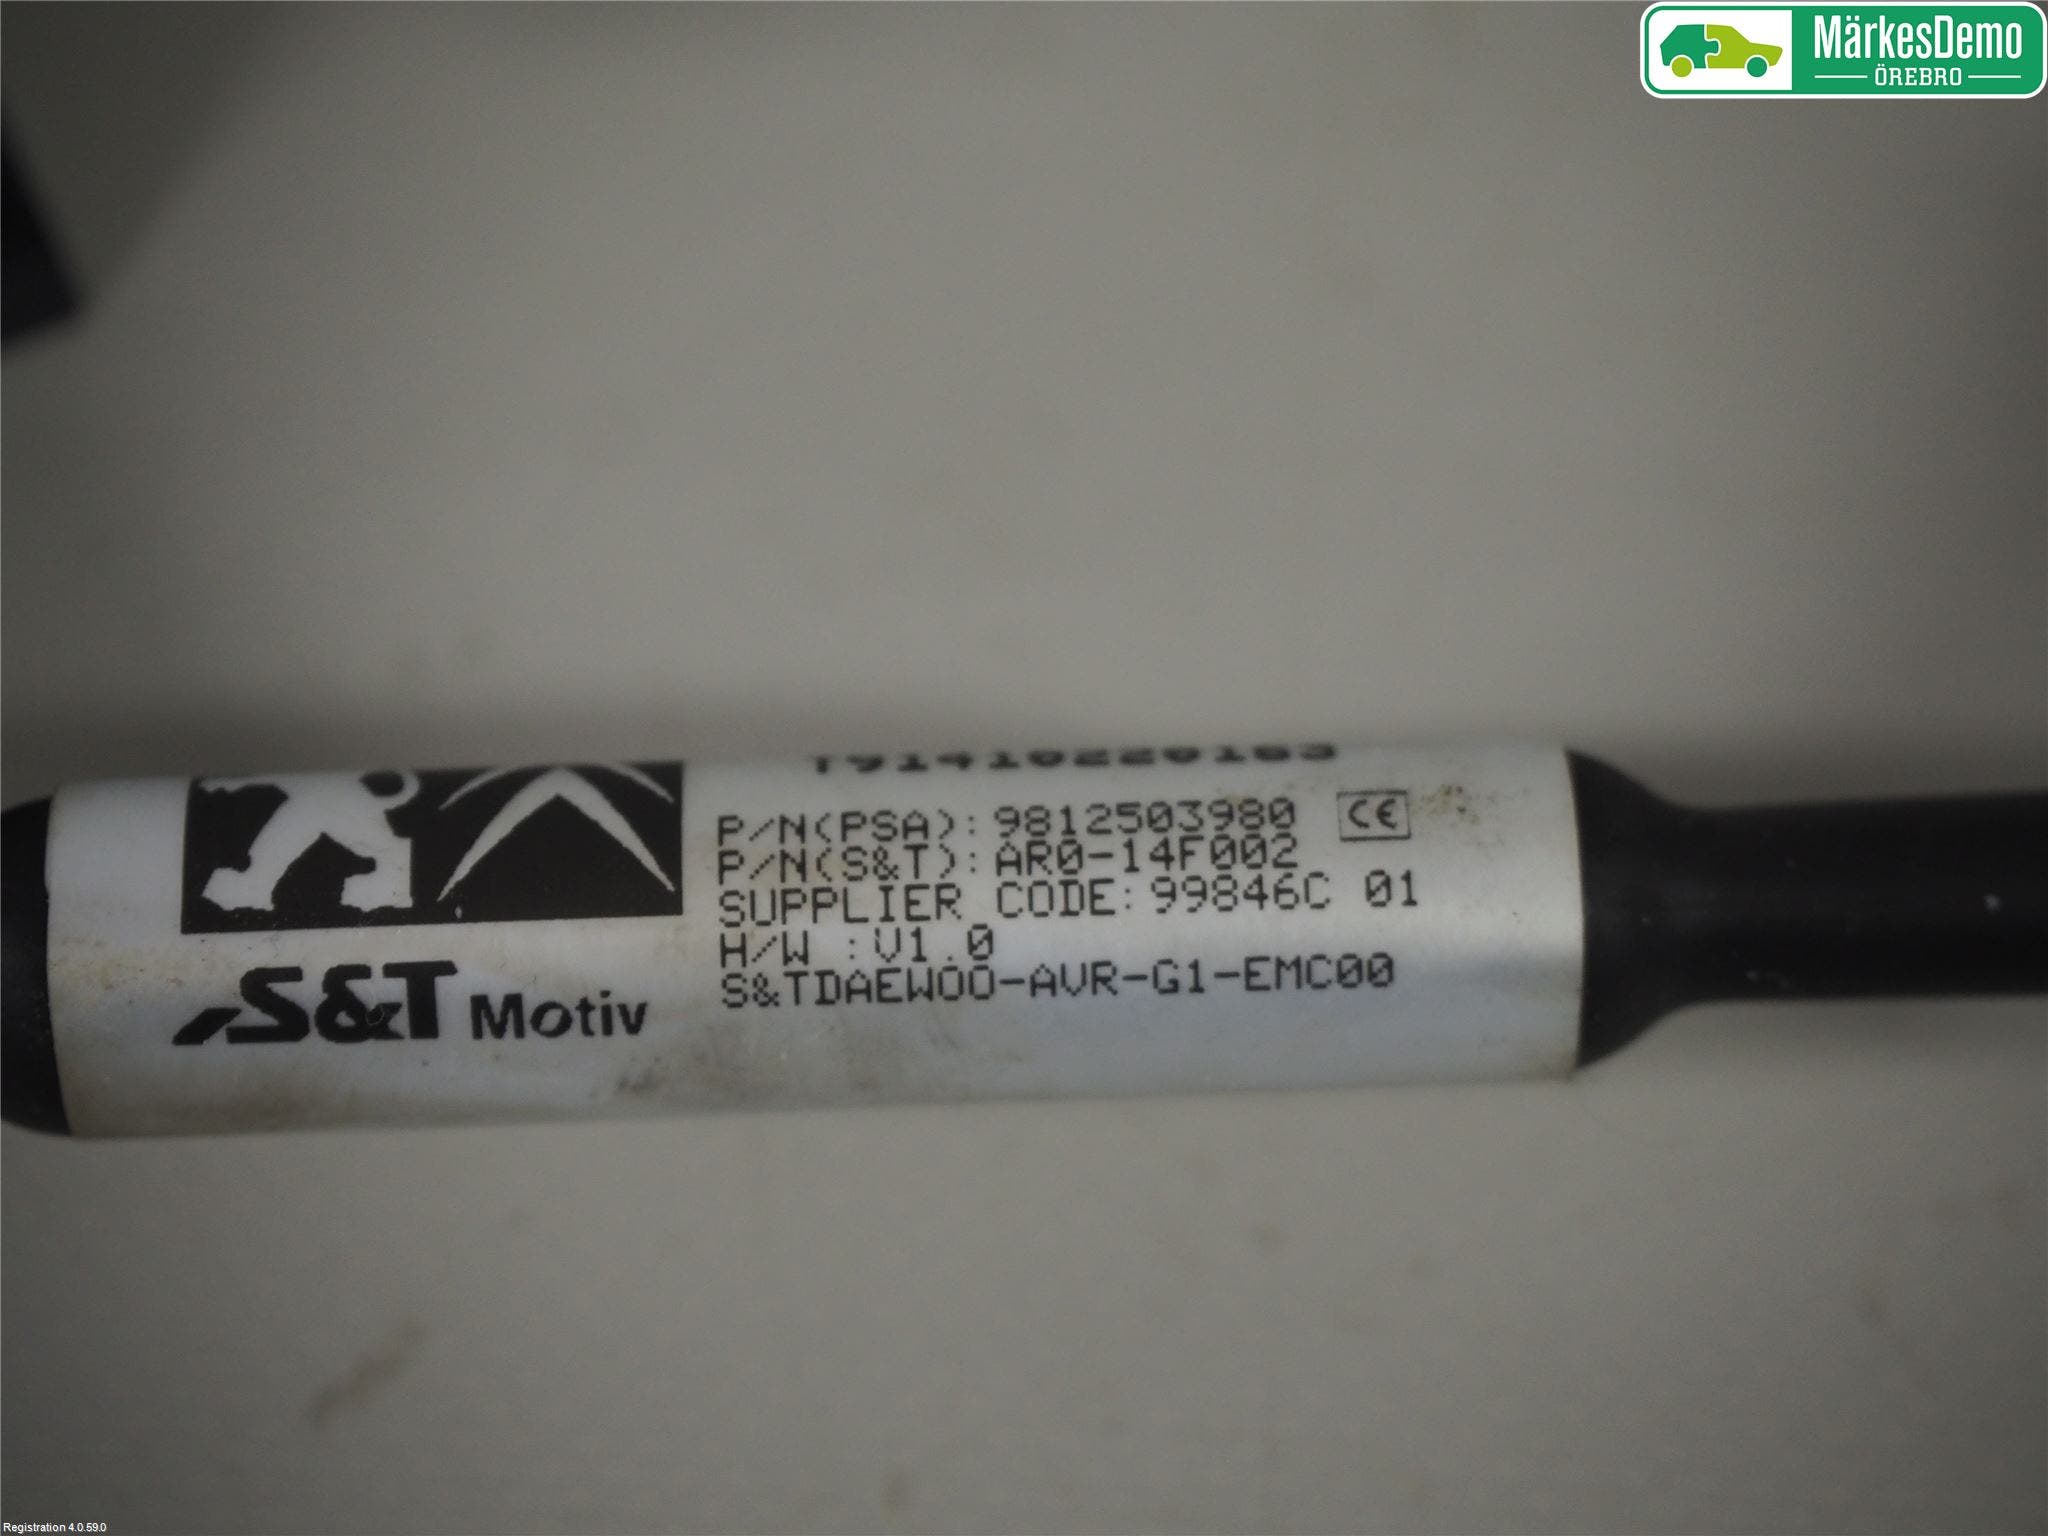 MärkesDemo
ÖREBRO
P/N(PSA): 9812503980 CE
P/N(S&T): AR0-14F002
SUPPLIER CODE: 99846C 01
H/W :V1.0
S&TDAEWOO-AVR-G1-EMC00
S&T Motiv
Registration 4.0.59.0